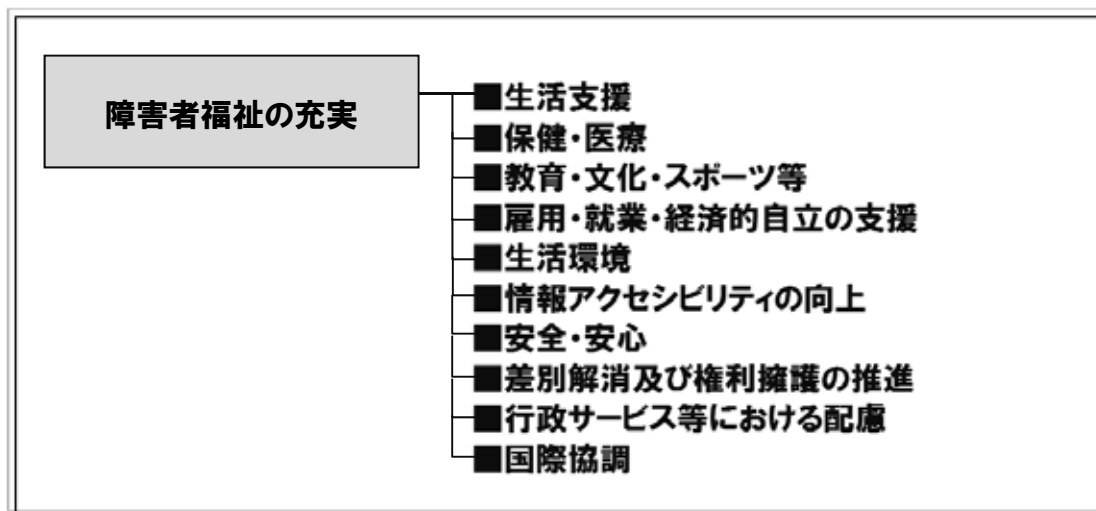 障害者福祉の充実
■生活支援
■保健・医療
■教育・文化・スポーツ等
■雇用・就業・経済的自立の支援
■生活環境
■情報アクセシビリティの向上
■安全・安心
■差別解消及び権利擁護の推進
■行政サービス等における配慮
■国際協調